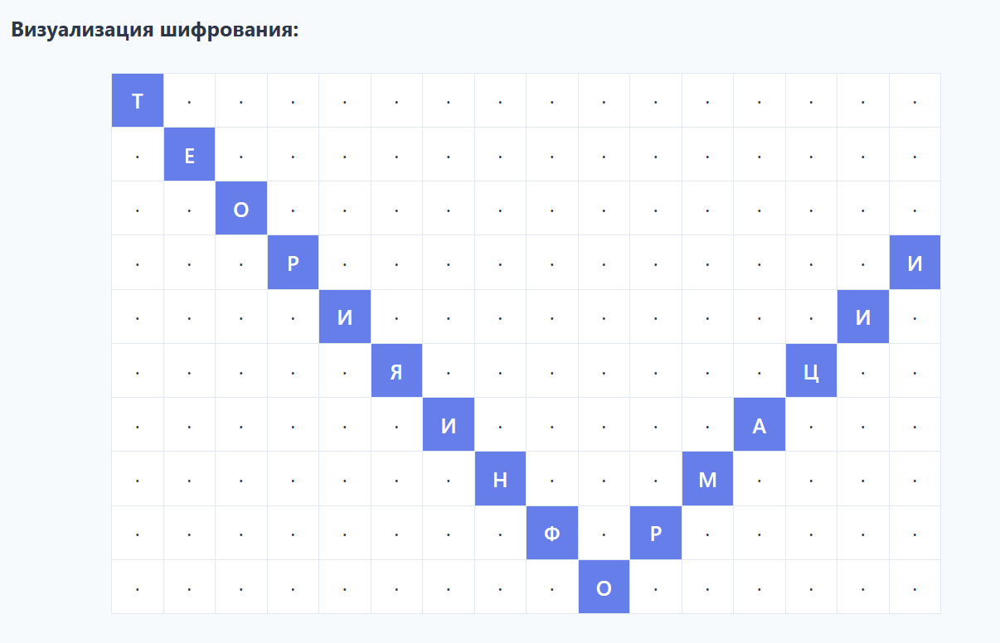 Визуализация шифрования:
Т · · · · · · · · · · · · · · ·
· Е · · · · · · · · · · · · · ·
· · О · · · · · · · · · · · · ·
· · · Р · · · · · · · · · · · И
· · · · И · · · · · · · · · И ·
· · · · · Я · · · · · · · Ц · ·
· · · · · · И · · · · · А · · ·
· · · · · · · Н · · · М · · · ·
· · · · · · · · Ф · Р · · · · ·
· · · · · · · · · О · · · · · ·